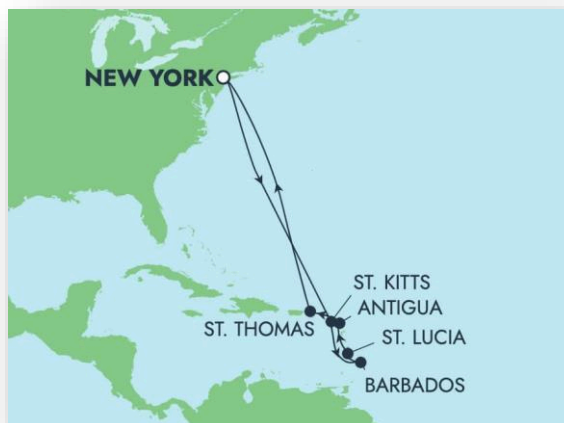 NEW YORK
ST. KITTS
ANTIGUA
ST. THOMAS
ST. LUCIA
BARBADOS